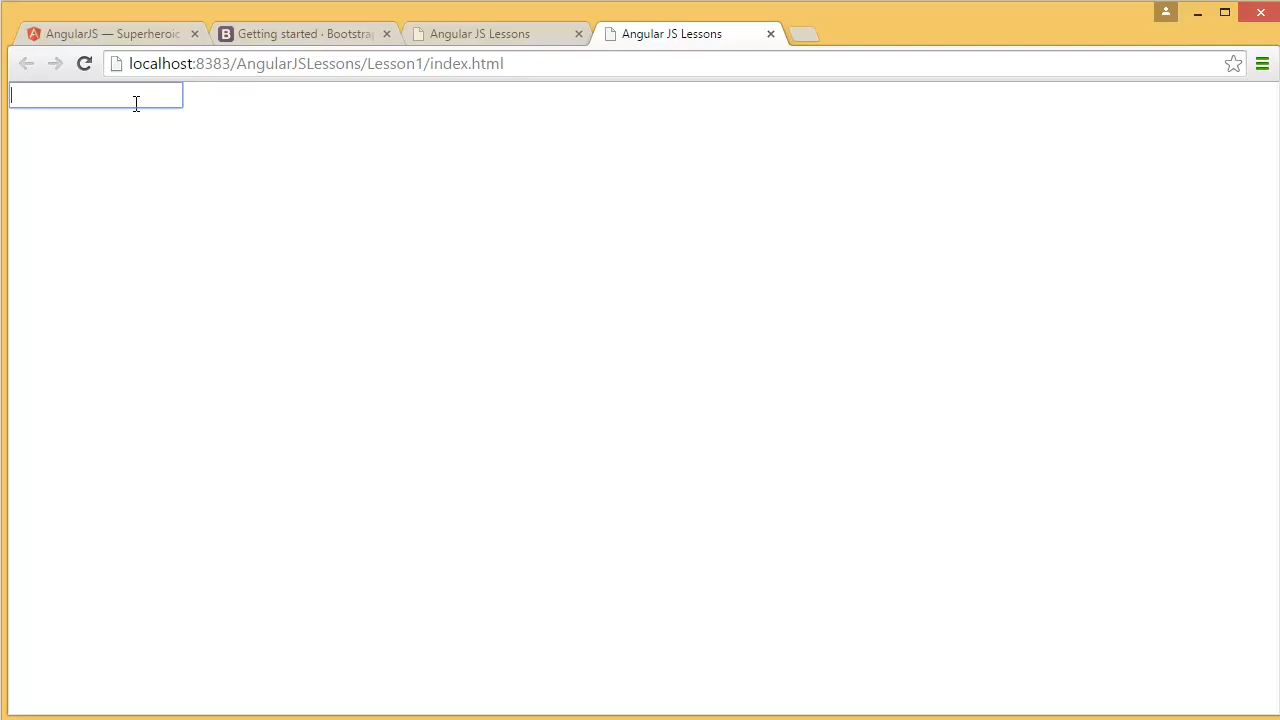 AngularJS — Superheroic
Getting started · Bootstrap
Angular JS Lessons
Angular JS Lessons
localhost:8383/AngularJSLessons/Lesson1/index.html